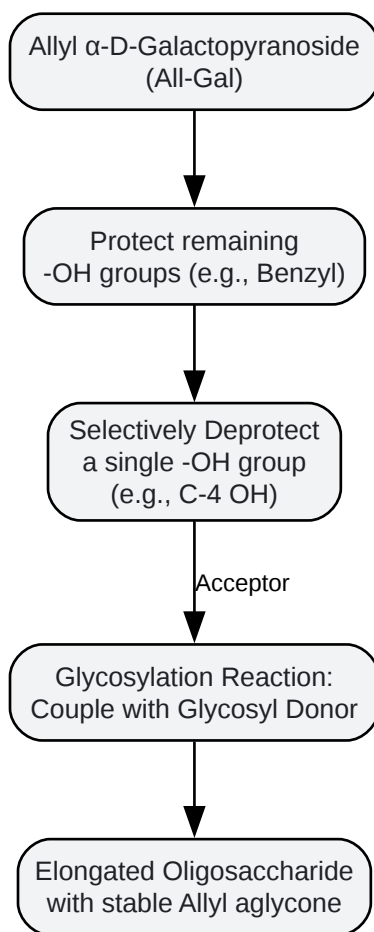 Allyl α-D-Galactopyranoside
(All-Gal)
Protect remaining
-OH groups (e.g., Benzyl)
Selectively Deprotect
a single -OH group
(e.g., C-4 OH)
Acceptor
Glycosylation Reaction:
Couple with Glycosyl Donor
Elongated Oligosaccharide
with stable Allyl aglycone